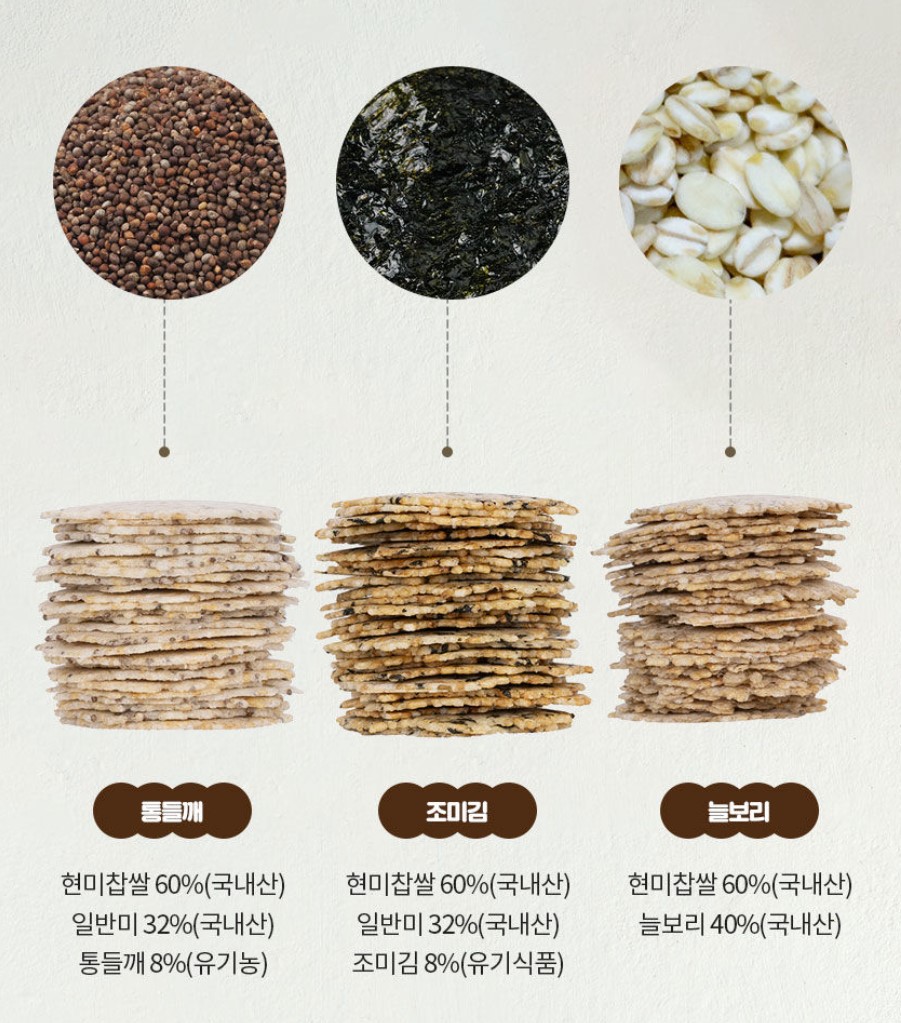 통들깨
현미찹쌀 60%(국내산)
일반미 32%(국내산)
통들깨 8%(유기농)
조미김
현미찹쌀 60%(국내산)
일반미 32%(국내산)
조미김 8%(유기식품)
늘보리
현미찹쌀 60%(국내산)
늘보리 40%(국내산)